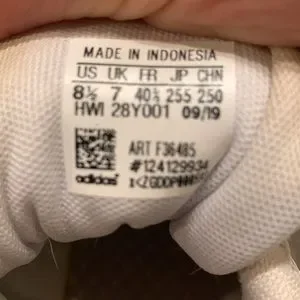 MADE IN INDONESIA
US UK FR JP CHN
8½ 7 40⅔ 255 250
HWI 28Y001 09/19
ART F36485
#124129934
adidas